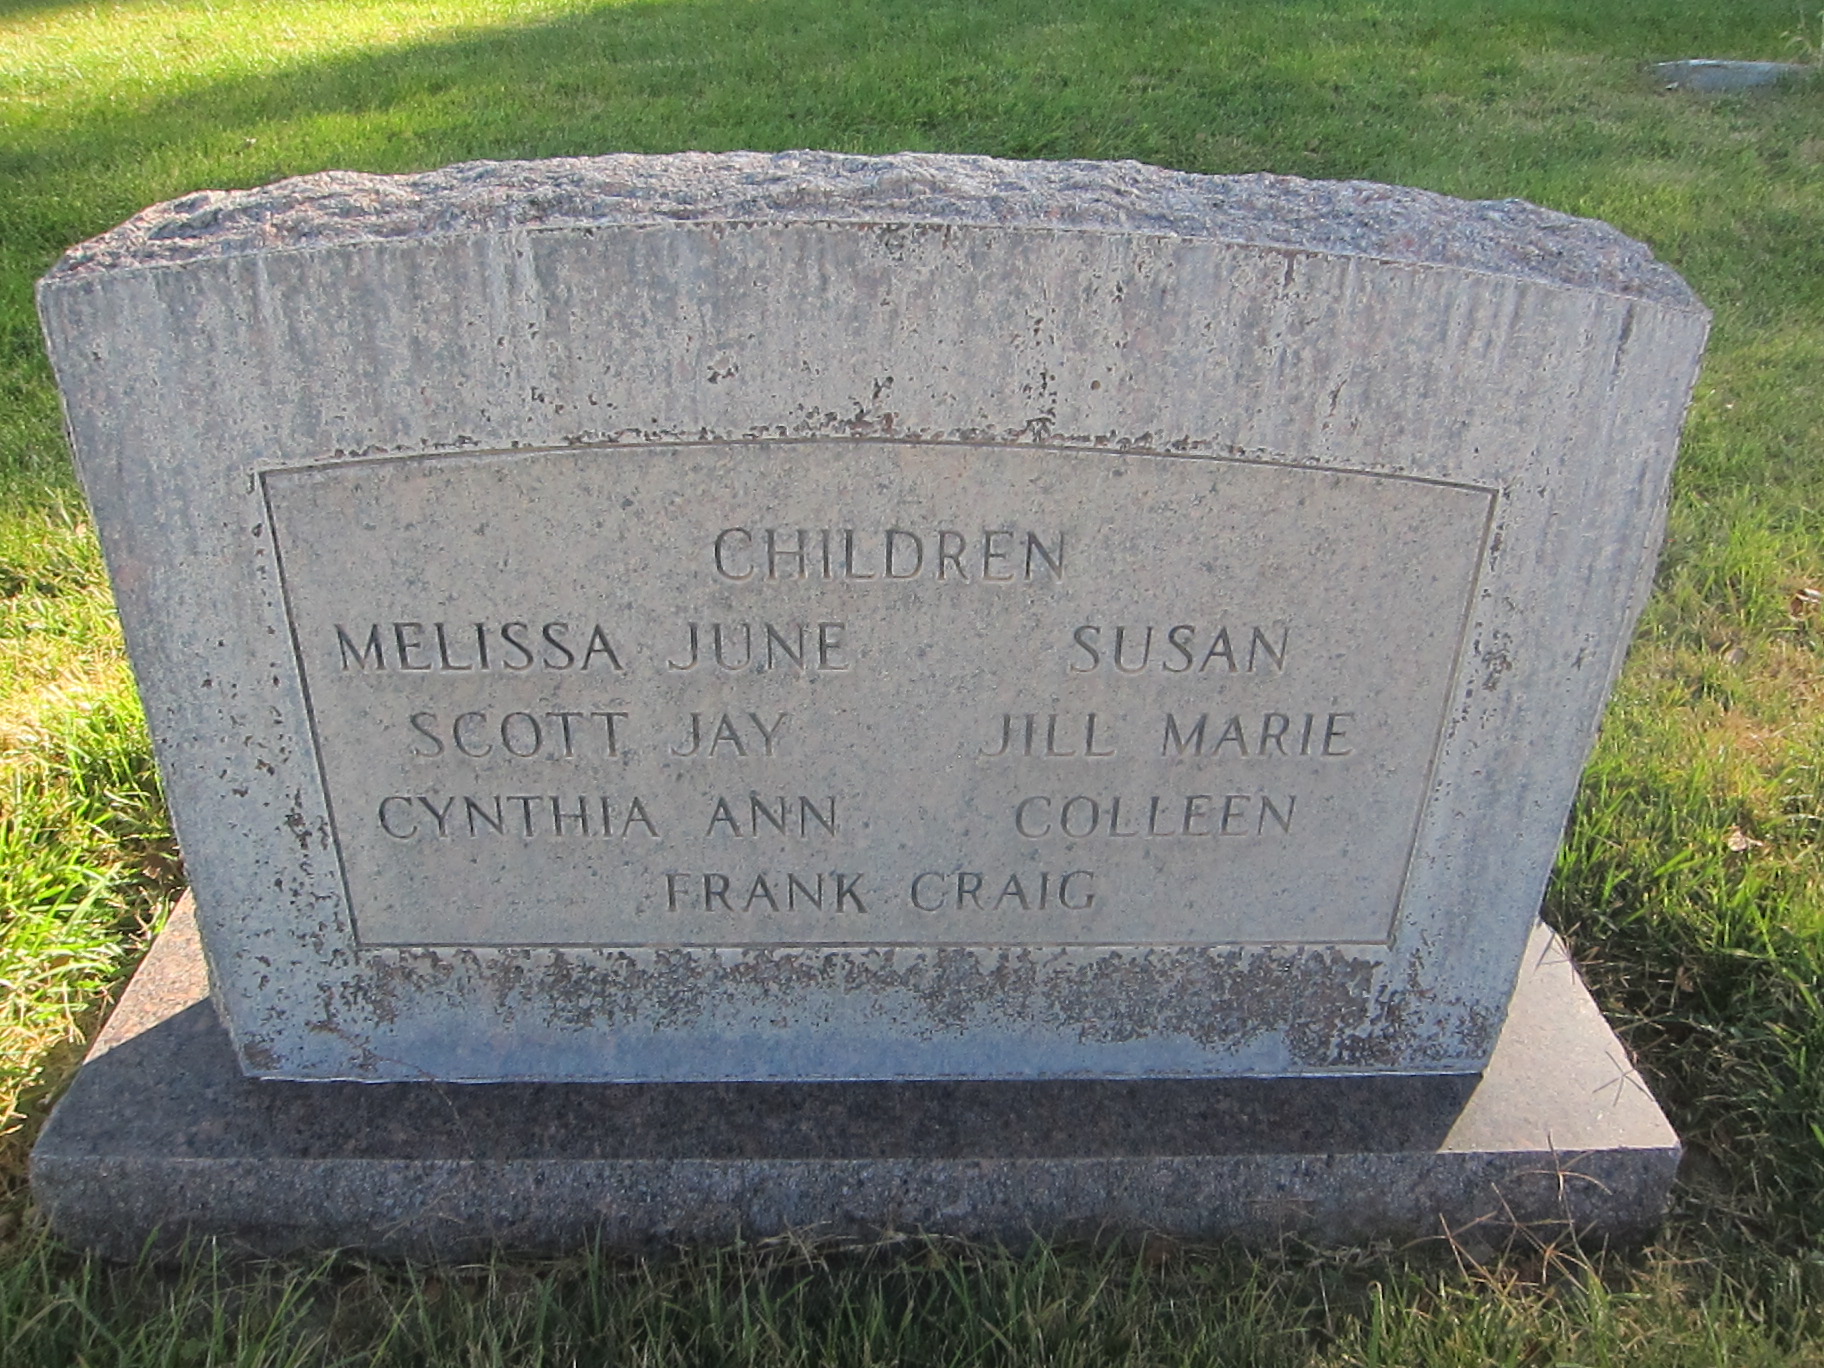 CHILDREN
MELISSA JUNE SUSAN
SCOTT JAY JILL MARIE
CYNTHIA ANN COLLEEN
FRANK CRAIG